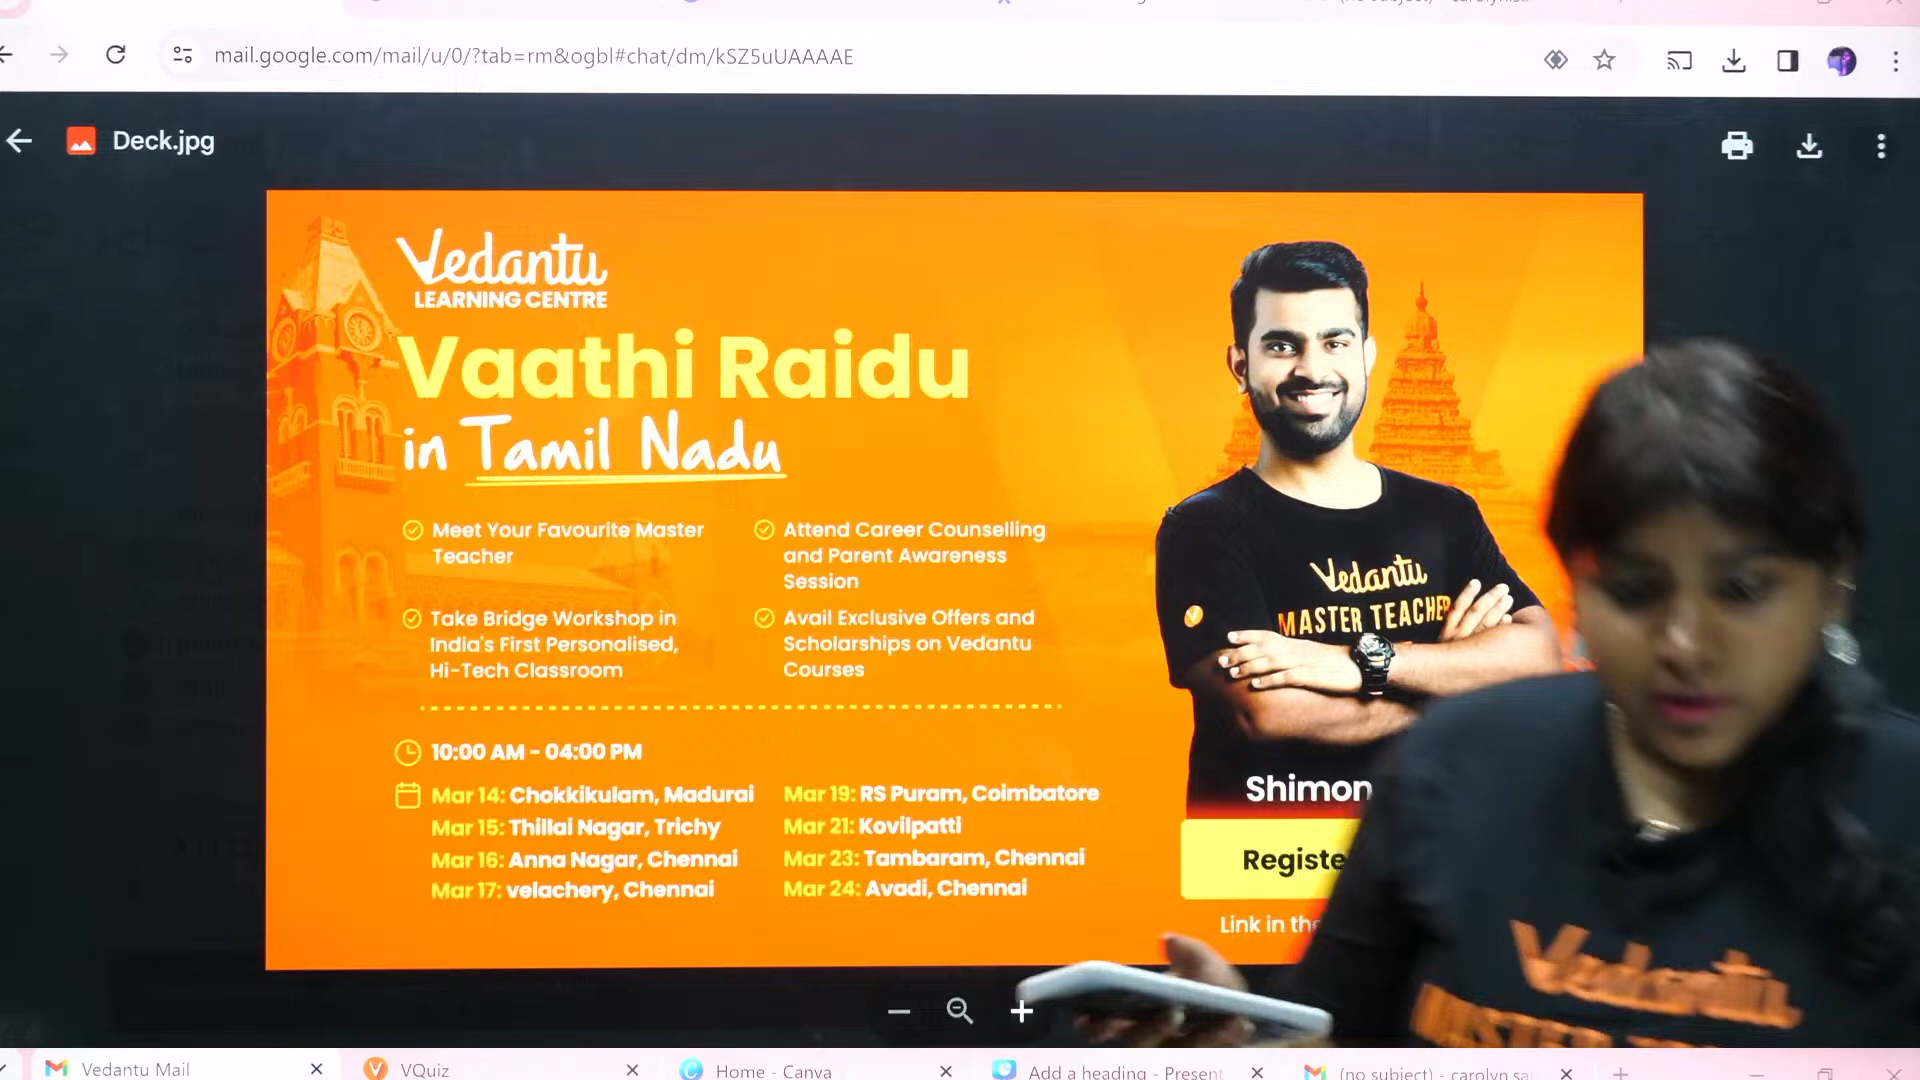 mail.google.com/mail/u/0/?tab=rm&ogbl#chat/dm/kSZ5uUAAAAE
Deck.jpg
Vedantu
LEARNING CENTRE
Vaathi Raidu
in Tamil Nadu
Meet Your Favourite Master
Teacher
Attend Career Counselling
and Parent Awareness
Session
Take Bridge Workshop in
India's First Personalised,
Hi-Tech Classroom
Avail Exclusive Offers and
Scholarships on Vedantu
Courses
10:00 AM - 04:00 PM
Mar 14: Chokkikulam, Madurai
Mar 15: Thillai Nagar, Trichy
Mar 16: Anna Nagar, Chennai
Mar 17: velachery, Chennai
Mar 19: RS Puram, Coimbatore
Mar 21: Kovilpatti
Mar 23: Tambaram, Chennai
Mar 24: Avadi, Chennai
Vedantu
MASTER TEACHER
Shimon
Registe
Link in the
Vedantu
MASTER
Vedantu Mail
VQuiz
Home - Canva
Add a heading - Present
(no subject) - carolyn.sa